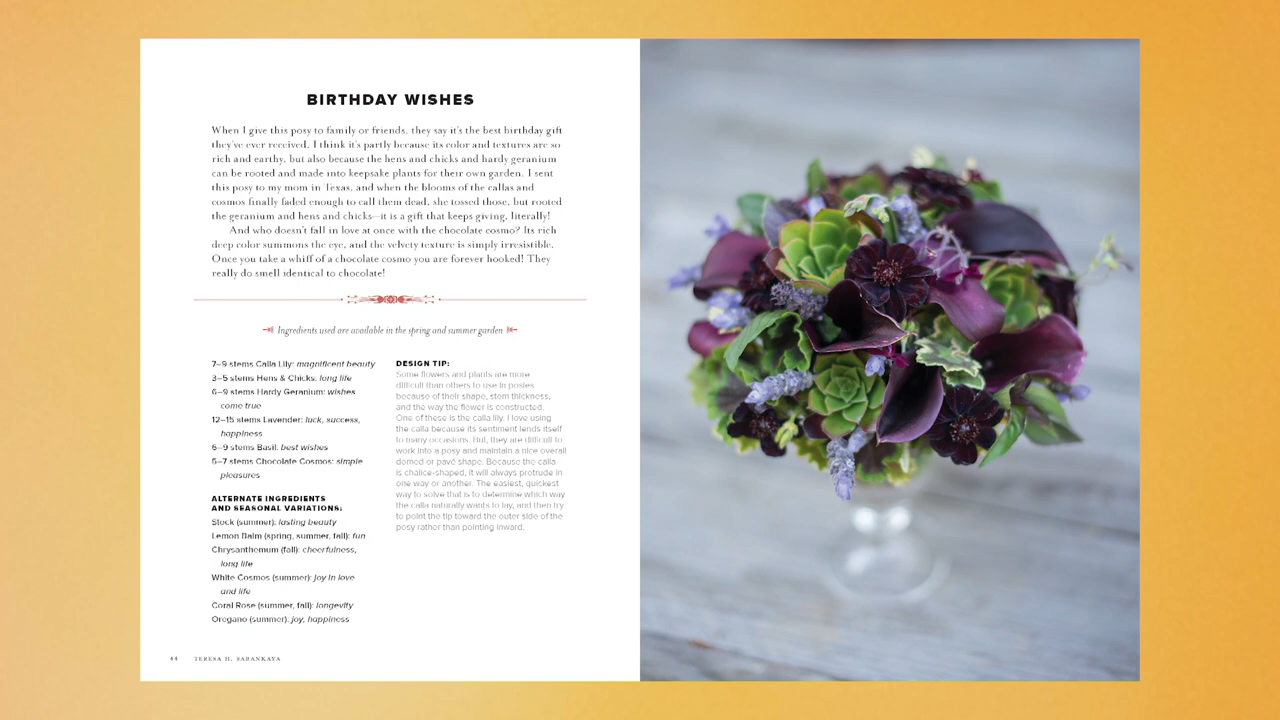 BIRTHDAY WISHES
When I give this posy to family or friends, they say it's the best birthday gift
they've ever received. I think it's partly because its color and textures are so
rich and earthy, but also because the hens and chicks and hardy geranium
can be rooted and made into keepsake plants for their own garden. I sent
this posy to my mom in Texas, and when the blooms of the callas and
cosmos finally faded enough to call them dead, she tossed those, but rooted
the geranium and hens and chicks—it is a gift that keeps giving, literally!
And who doesn't fall in love at once with the chocolate cosmo? Its rich
deep color summons the eye, and the velvety texture is simply irresistible.
Once you take a whiff of a chocolate cosmo you are forever hooked! They
really do smell identical to chocolate!
Ingredients used are available in the spring and summer garden
7–9 stems Calla Lily: magnificent beauty
3–5 stems Hens & Chicks: long life
6–9 stems Hardy Geranium: wishes
come true
12–15 stems Lavender: luck, success,
happiness
6–9 stems Basil: best wishes
5–7 stems Chocolate Cosmos: simple
pleasures
ALTERNATE INGREDIENTS
AND SEASONAL VARIATIONS:
Stock (summer): lasting beauty
Lemon Balm (spring, summer, fall): fun
Chrysanthemum (fall): cheerfulness,
long life
White Cosmos (summer): joy in love
and life
Coral Rose (summer, fall): longevity
Oregano (summer): joy, happiness
DESIGN TIP:
Some flowers and plants are more
difficult than others to use in posies
because of their shape, stem thickness,
and the way the flower is constructed.
One of these is the calla lily. I love using
the calla because its sentiment lends itself
to many occasions. But, they are difficult to
work into a posy and maintain a nice overall
domed or pavé shape. Because the calla
is chalice-shaped, it will always protrude in
one way or another. The easiest, quickest
way to solve that is to determine which way
the calla naturally wants to lay, and then try
to point the tip toward the outer side of the
posy rather than pointing inward.
44 TERESA H. SABANKAYA